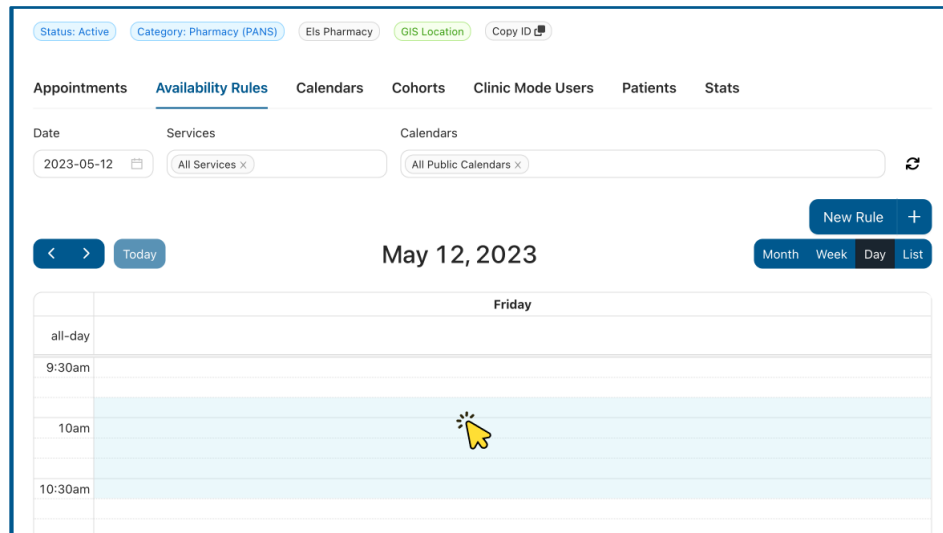 Status: Active Category: Pharmacy (PANS) Els Pharmacy GIS Location Copy ID
Appointments Availability Rules Calendars Cohorts Clinic Mode Users Patients Stats
Date Services Calendars
2023-05-12 All Services × All Public Calendars ×
New Rule +
< > Today May 12, 2023 Month Week Day List
Friday
all-day
9:30am
10am
10:30am